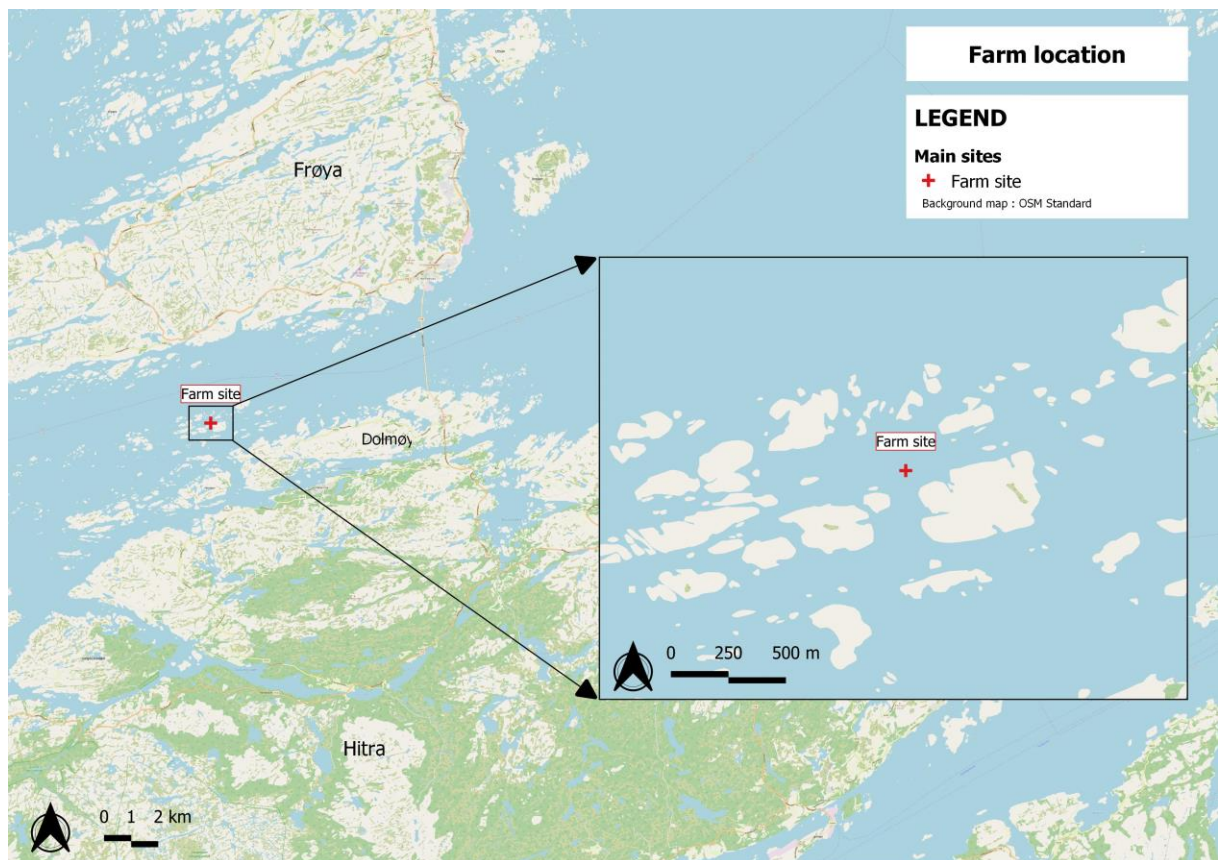 Farm location
LEGEND
Main sites
Farm site
Background map : OSM Standard
Frøya
Farm site
Dolmøy
Farm site
0 250 500 m
Hitra
0 1 2 km